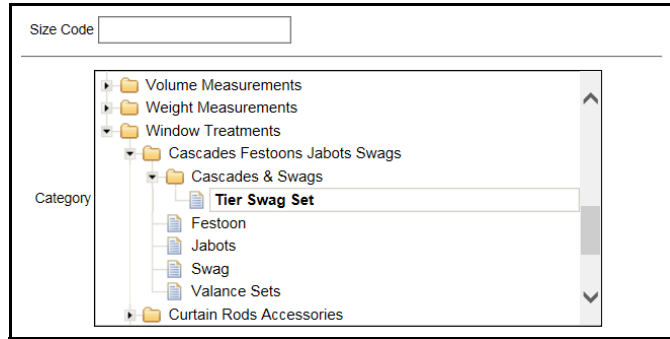 Size Code
Volume Measurements
Weight Measurements
Window Treatments
Cascades Festoons Jabots Swags
Cascades & Swags
Category
Tier Swag Set
Festoon
Jabots
Swag
Valance Sets
Curtain Rods Accessories